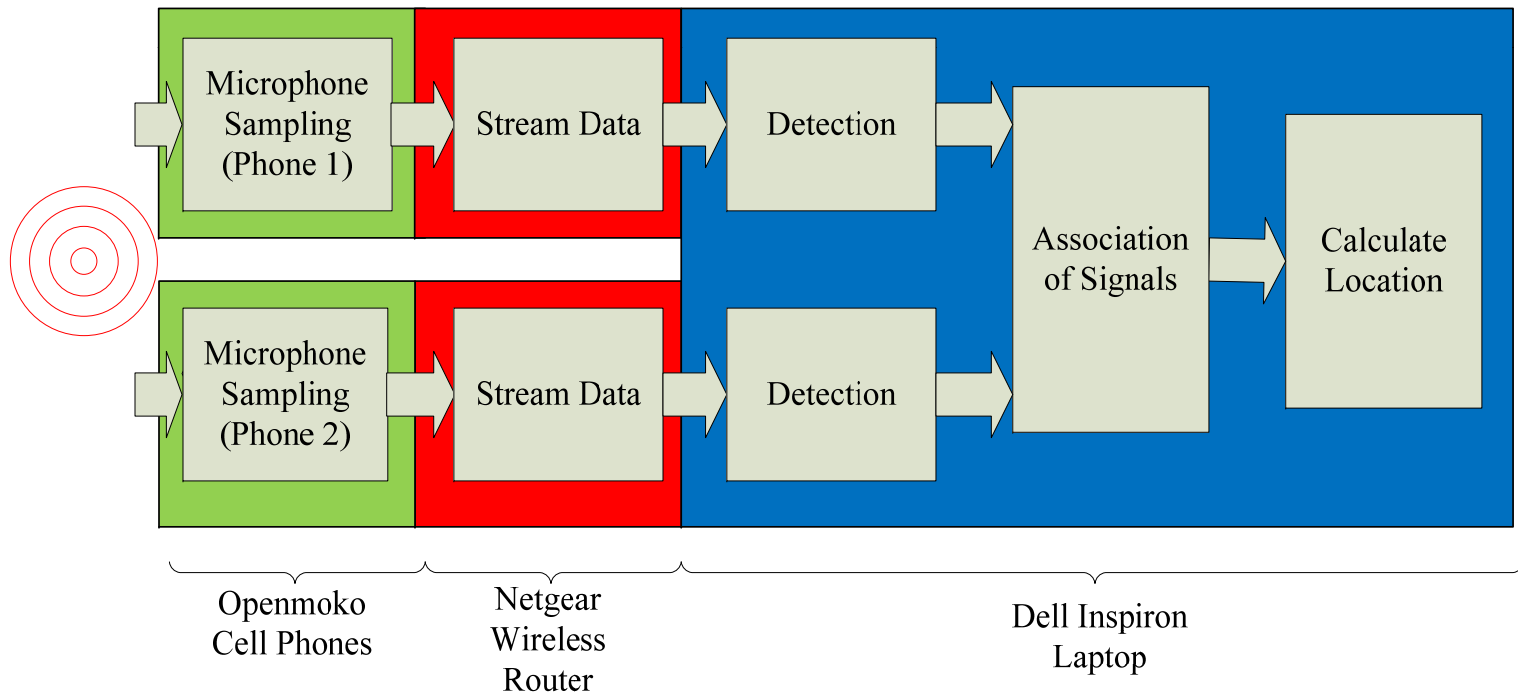 Microphone
Sampling
(Phone 1)
Stream Data
Detection
Association
of Signals
Calculate
Location
Microphone
Sampling
(Phone 2)
Stream Data
Detection
Openmoko
Cell Phones
Netgear
Wireless
Router
Dell Inspiron
Laptop